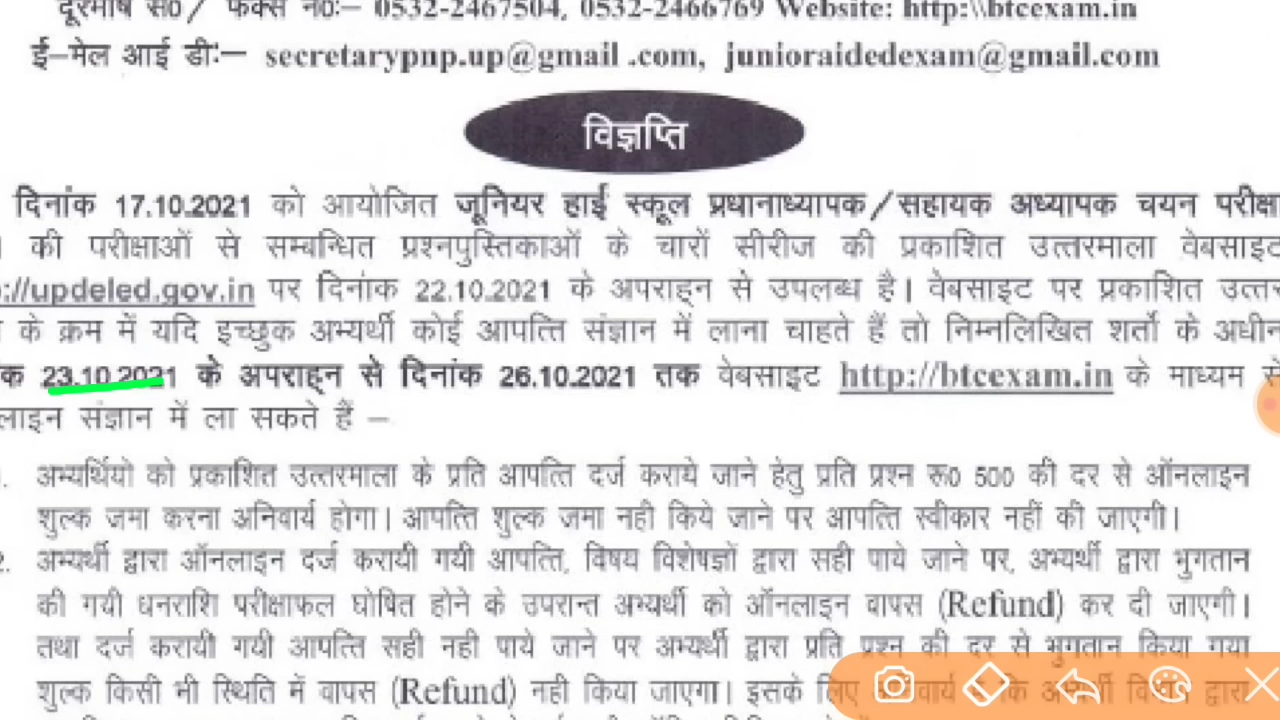 दूरभाष सं0/ फैक्स नं0:– 0532-2467504, 0532-2466769 Website: http:\\btcexam.in
ई–मेल आई डीः– secretarypnp.up@gmail .com, junioraidedexam@gmail.com
विज्ञप्ति
दिनांक 17.10.2021 को आयोजित जूनियर हाई स्कूल प्रधानाध्यापक/सहायक अध्यापक चयन परीक्षा
की परीक्षाओं से सम्बन्धित प्रश्नपुस्तिकाओं के चारों सीरीज की प्रकाशित उत्तरमाला वेबसाइट
://updeled.gov.in पर दिनांक 22.10.2021 के अपराह्न से उपलब्ध है। वेबसाइट पर प्रकाशित उत्तर
के क्रम में यदि इच्छुक अभ्यर्थी कोई आपत्ति संज्ञान में लाना चाहते हैं तो निम्नलिखित शर्तो के अधीन
क 23.10.2021 के अपराह्न से दिनांक 26.10.2021 तक वेबसाइट http://btcexam.in के माध्यम से
लाइन संज्ञान में ला सकते हैं –
अभ्यर्थियो को प्रकाशित उत्तरमाला के प्रति आपत्ति दर्ज कराये जाने हेतु प्रति प्रश्न रू0 500 की दर से ऑनलाइन
शुल्क जमा करना अनिवार्य होगा। आपत्ति शुल्क जमा नही किये जाने पर आपत्ति स्वीकार नहीं की जाएगी।
2. अभ्यर्थी द्वारा ऑनलाइन दर्ज करायी गयी आपत्ति, विषय विशेषज्ञों द्वारा सही पाये जाने पर, अभ्यर्थी द्वारा भुगतान
की गयी धनराशि परीक्षाफल घोषित होने के उपरान्त अभ्यर्थी को ऑनलाइन वापस (Refund) कर दी जाएगी।
तथा दर्ज करायी गयी आपत्ति सही नही पाये जाने पर अभ्यर्थी द्वारा प्रति प्रश्न की दर से भुगतान किया गया
शुल्क किसी भी स्थिति में वापस (Refund) नही किया जाएगा। इसके लिए कि द्वारा